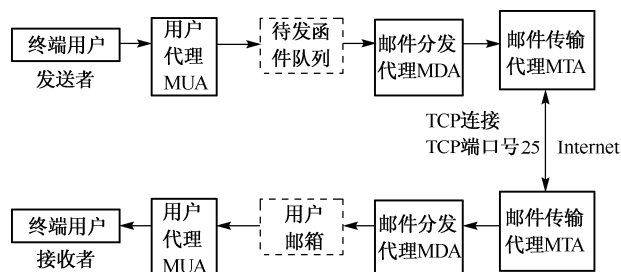 终端用户
发送者
用户
代理
MUA
待发函
件队列
邮件分发
代理MDA
邮件传输
代理MTA
TCP连接
TCP端口号25
Internet
终端用户
接收者
用户
代理
MUA
用户
邮箱
邮件分发
代理MDA
邮件传输
代理MTA